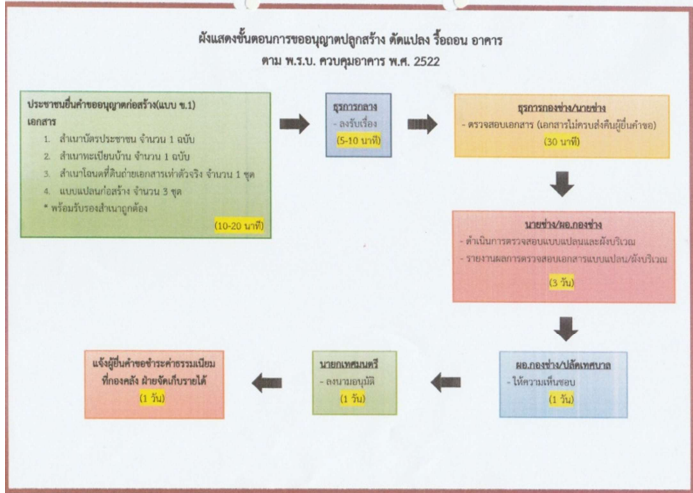 ผังแสดงขั้นตอนการขออนุญาตปลูกสร้าง ดัดแปลง รื้อถอน อาคาร
ตาม พ.ร.บ. ควบคุมอาคาร พ.ศ. 2522
ประชาชนยื่นคำขออนุญาตก่อสร้าง(แบบ ข.1)
เอกสาร
1. สำเนาบัตรประชาชน จำนวน 1 ฉบับ
2. สำเนาทะเบียนบ้าน จำนวน 1 ฉบับ
3. สำเนาโฉนดที่ดินถ่ายเอกสารเท่าตัวจริง จำนวน 1 ชุด
4. แบบแปลนก่อสร้าง จำนวน 3 ชุด
* พร้อมรับรองสำเนาถูกต้อง
(10-20 นาที)
ธุรการกลาง
- ลงรับเรื่อง
(5-10 นาที)
ธุรการกองช่าง/นายช่าง
- ตรวจสอบเอกสาร (เอกสารไม่ครบส่งคืนผู้ยื่นคำขอ)
(30 นาที)
นายช่าง/ผอ.กองช่าง
- ดำเนินการตรวจสอบแบบแปลนและผังบริเวณ
- รายงานผลการตรวจสอบเอกสารแบบแปลน/ผังบริเวณ
(3 วัน)
ผอ.กองช่าง/ปลัดเทศบาล
- ให้ความเห็นชอบ
(1 วัน)
นายกเทศมนตรี
- ลงนามอนุมัติ
(1 วัน)
แจ้งผู้ยื่นคำขอชำระค่าธรรมเนียม
ที่กองคลัง ฝ่ายจัดเก็บรายได้
(1 วัน)